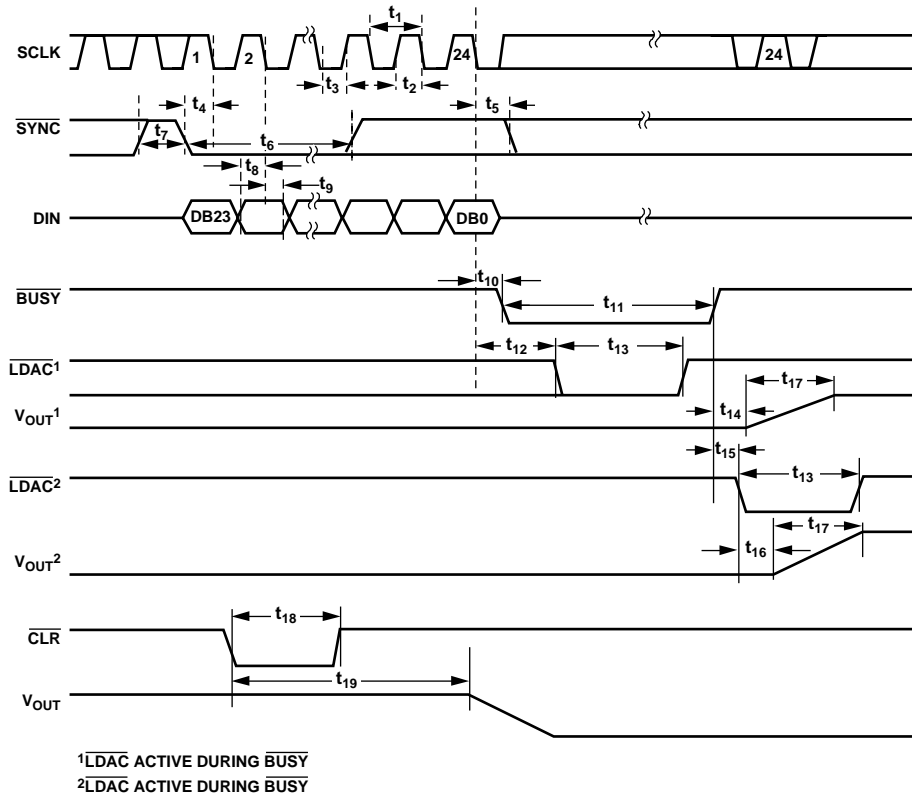 t1
SCLK
1
2
24
24
t3
t2
t4
t5
SYNC
t7
t6
t8
t9
DIN
DB23
DB0
t10
BUSY
t11
t12
t13
LDAC1
t17
VOUT1
t14
t15
LDAC2
t13
t17
VOUT2
t16
t18
CLR
t19
VOUT
1LDAC ACTIVE DURING BUSY
2LDAC ACTIVE DURING BUSY